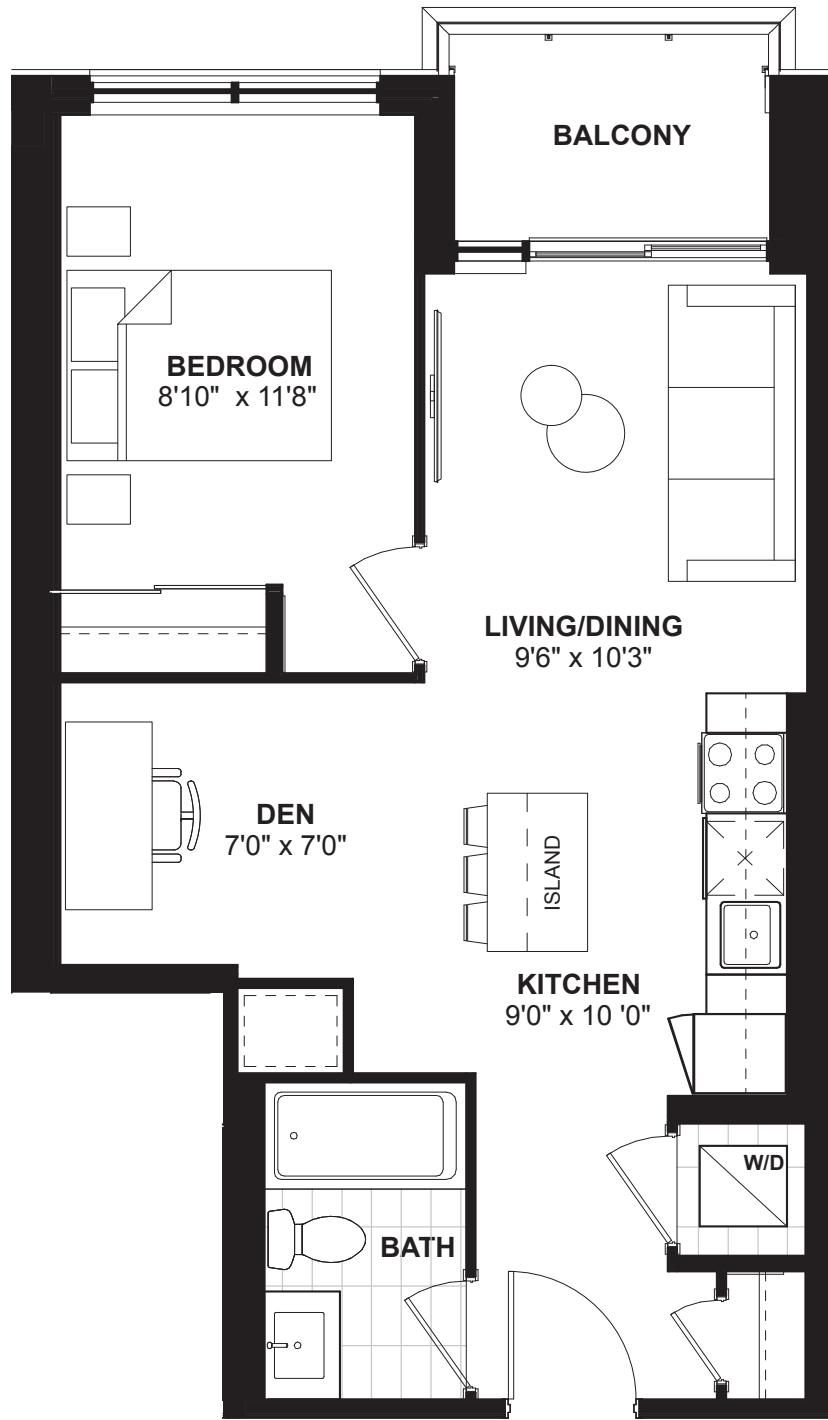 BALCONY
BEDROOM
8'10"  x 11'8"
LIVING/DINING
9'6" x 10'3"
DEN
7'0" x 7'0"
ISLAND
KITCHEN
9'0" x 10 '0"
W/D
BATH